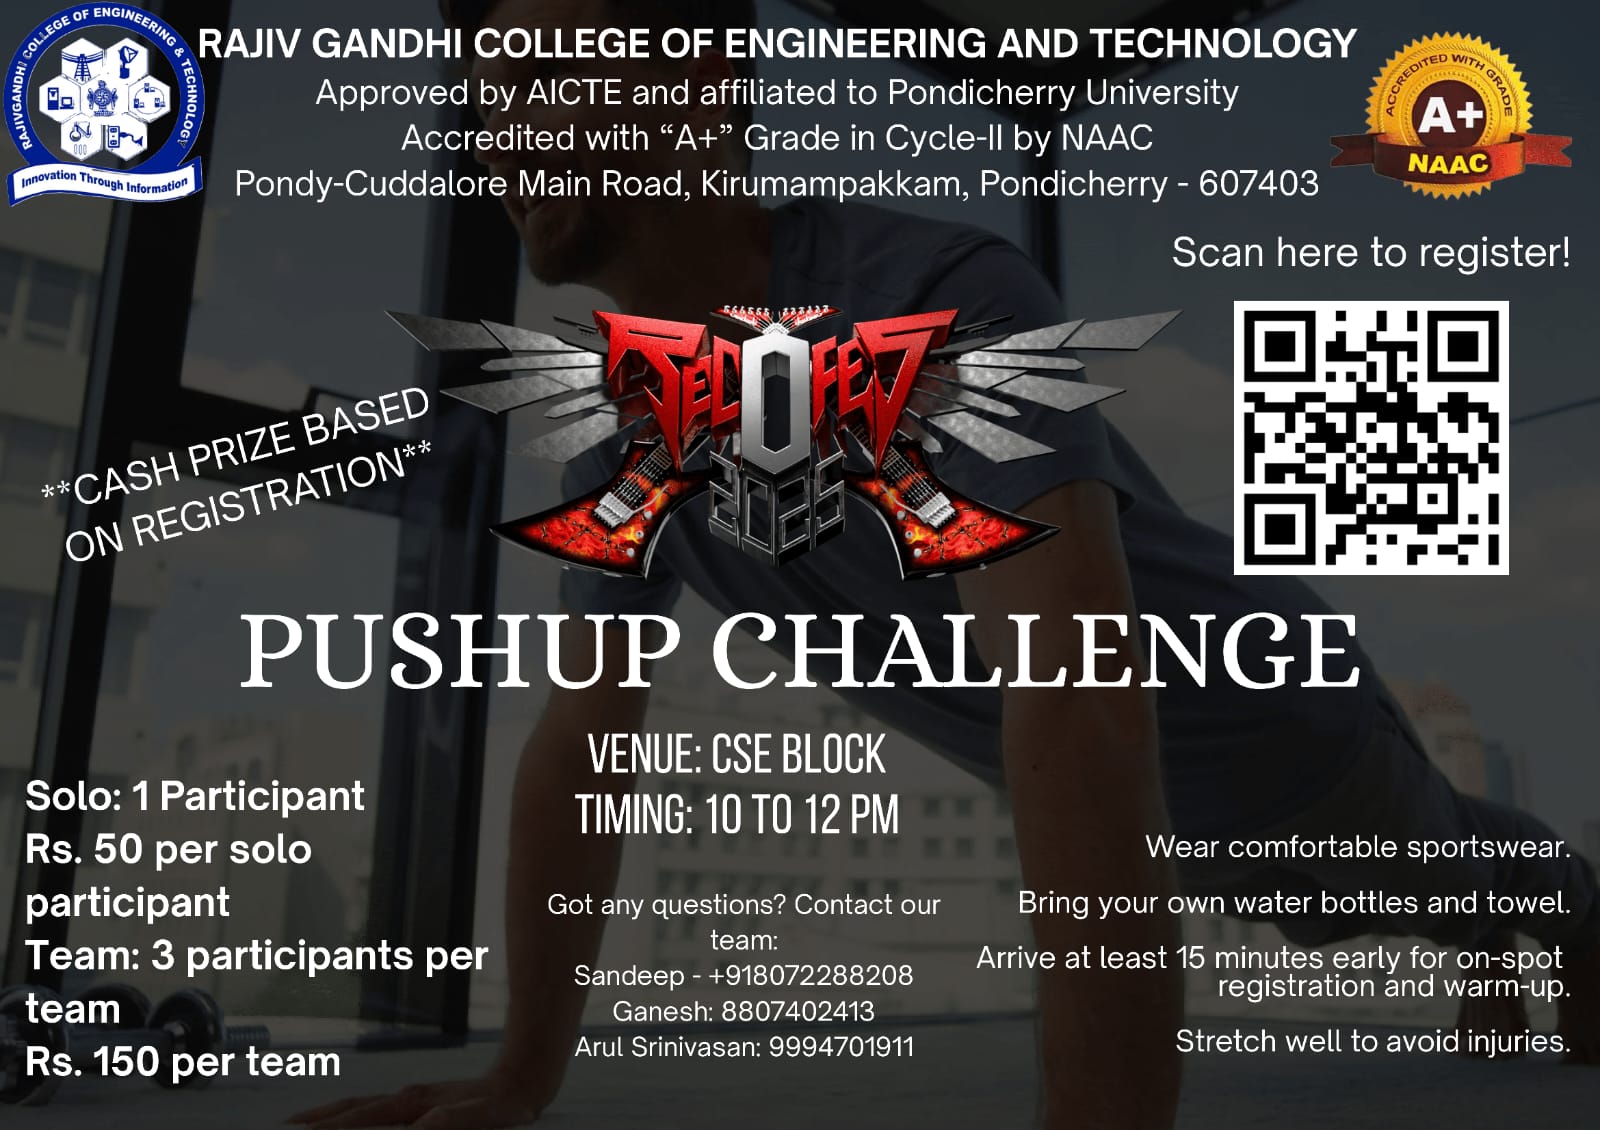 RAJIV GANDHI COLLEGE OF ENGINEERING AND TECHNOLOGY
Approved by AICTE and affiliated to Pondicherry University
Accredited with “A+” Grade in Cycle-II by NAAC
Pondy-Cuddalore Main Road, Kirumampakkam, Pondicherry - 607403
RAJIVGANDHI COLLEGE OF ENGINEERING & TECHNOLOGY
Innovation Through Information
ACCREDITED WITH GRADE
A+
NAAC
Scan here to register!
RECOFES
2025
**CASH PRIZE BASED
ON REGISTRATION**
PUSHUP CHALLENGE
VENUE: CSE BLOCK
TIMING: 10 TO 12 PM
Solo: 1 Participant
Rs. 50 per solo
participant
Team: 3 participants per
team
Rs. 150 per team
Got any questions? Contact our
team:
Sandeep - +918072288208
Ganesh: 8807402413
Arul Srinivasan: 9994701911
Wear comfortable sportswear.
Bring your own water bottles and towel.
Arrive at least 15 minutes early for on-spot
registration and warm-up.
Stretch well to avoid injuries.